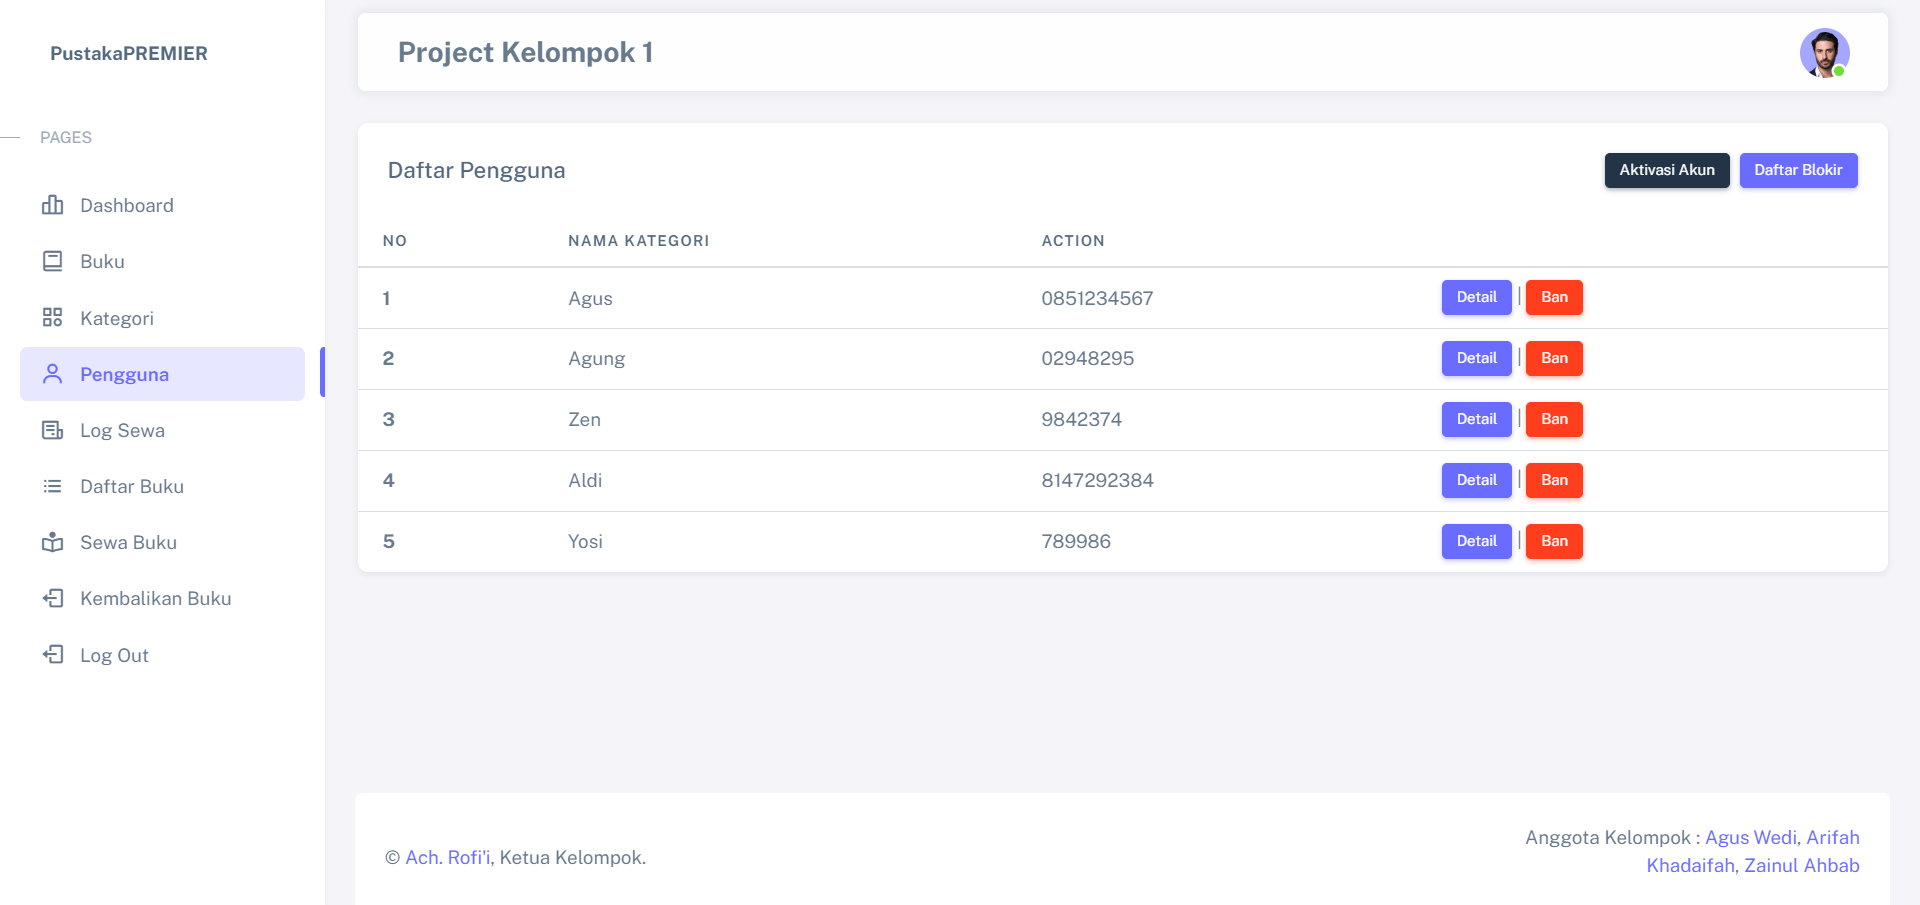 PustakaPREMIER
PAGES
Dashboard
Buku
Kategori
Pengguna
Log Sewa
Daftar Buku
Sewa Buku
Kembalikan Buku
Log Out
Project Kelompok 1
Daftar Pengguna
Aktivasi Akun
Daftar Blokir
NO NAMA KATEGORI ACTION
1 Agus 0851234567 Detail | Ban
2 Agung 02948295 Detail | Ban
3 Zen 9842374 Detail | Ban
4 Aldi 8147292384 Detail | Ban
5 Yosi 789986 Detail | Ban
© Ach. Rofi'i, Ketua Kelompok.
Anggota Kelompok : Agus Wedi, Arifah
Khadaifah, Zainul Ahbab